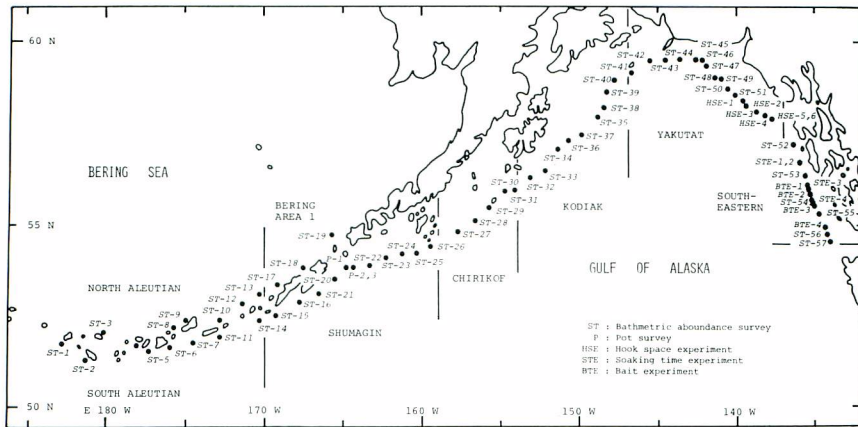 60 N
55 N
50 N
E 180 W
170 W
160 W
150 W
140 W
BERING SEA
BERING
AREA 1
NORTH ALEUTIAN
SOUTH ALEUTIAN
SHUMAGIN
CHIRIKOF
KODIAK
YAKUTAT
SOUTH-
EASTERN
GULF OF ALASKA
ST-1
ST-2
ST-3
ST-5
ST-6
ST-7
ST-8
ST-9
ST-10
ST-11
ST-12
ST-13
ST-14
ST-15
ST-16
ST-17
ST-18
ST-19
ST-20
ST-21
P-1
P-2,3
ST-22
ST-23
ST-24
ST-25
ST-26
ST-27
ST-28
ST-29
ST-30
ST-31
ST-32
ST-33
ST-34
ST-36
ST-37
ST-35
ST-38
ST-39
ST-40
ST-41
ST-42
ST-43
ST-44
ST-45
ST-46
ST-47
ST-48
ST-49
ST-50
ST-51
HSE-1
HSE-2
HSE-3
HSE-4
HSE-5,6
ST-52
STE-1,2
ST-53
STE-3
BTE-1
BTE-2
STE-4
ST-54
BTE-3
ST-55
BTE-4
ST-56
ST-57
ST : Bathmetric aboundance survey
P : Pot survey
HSE : Hook space experiment
STE : Soaking time experiment
BTE : Bait experiment